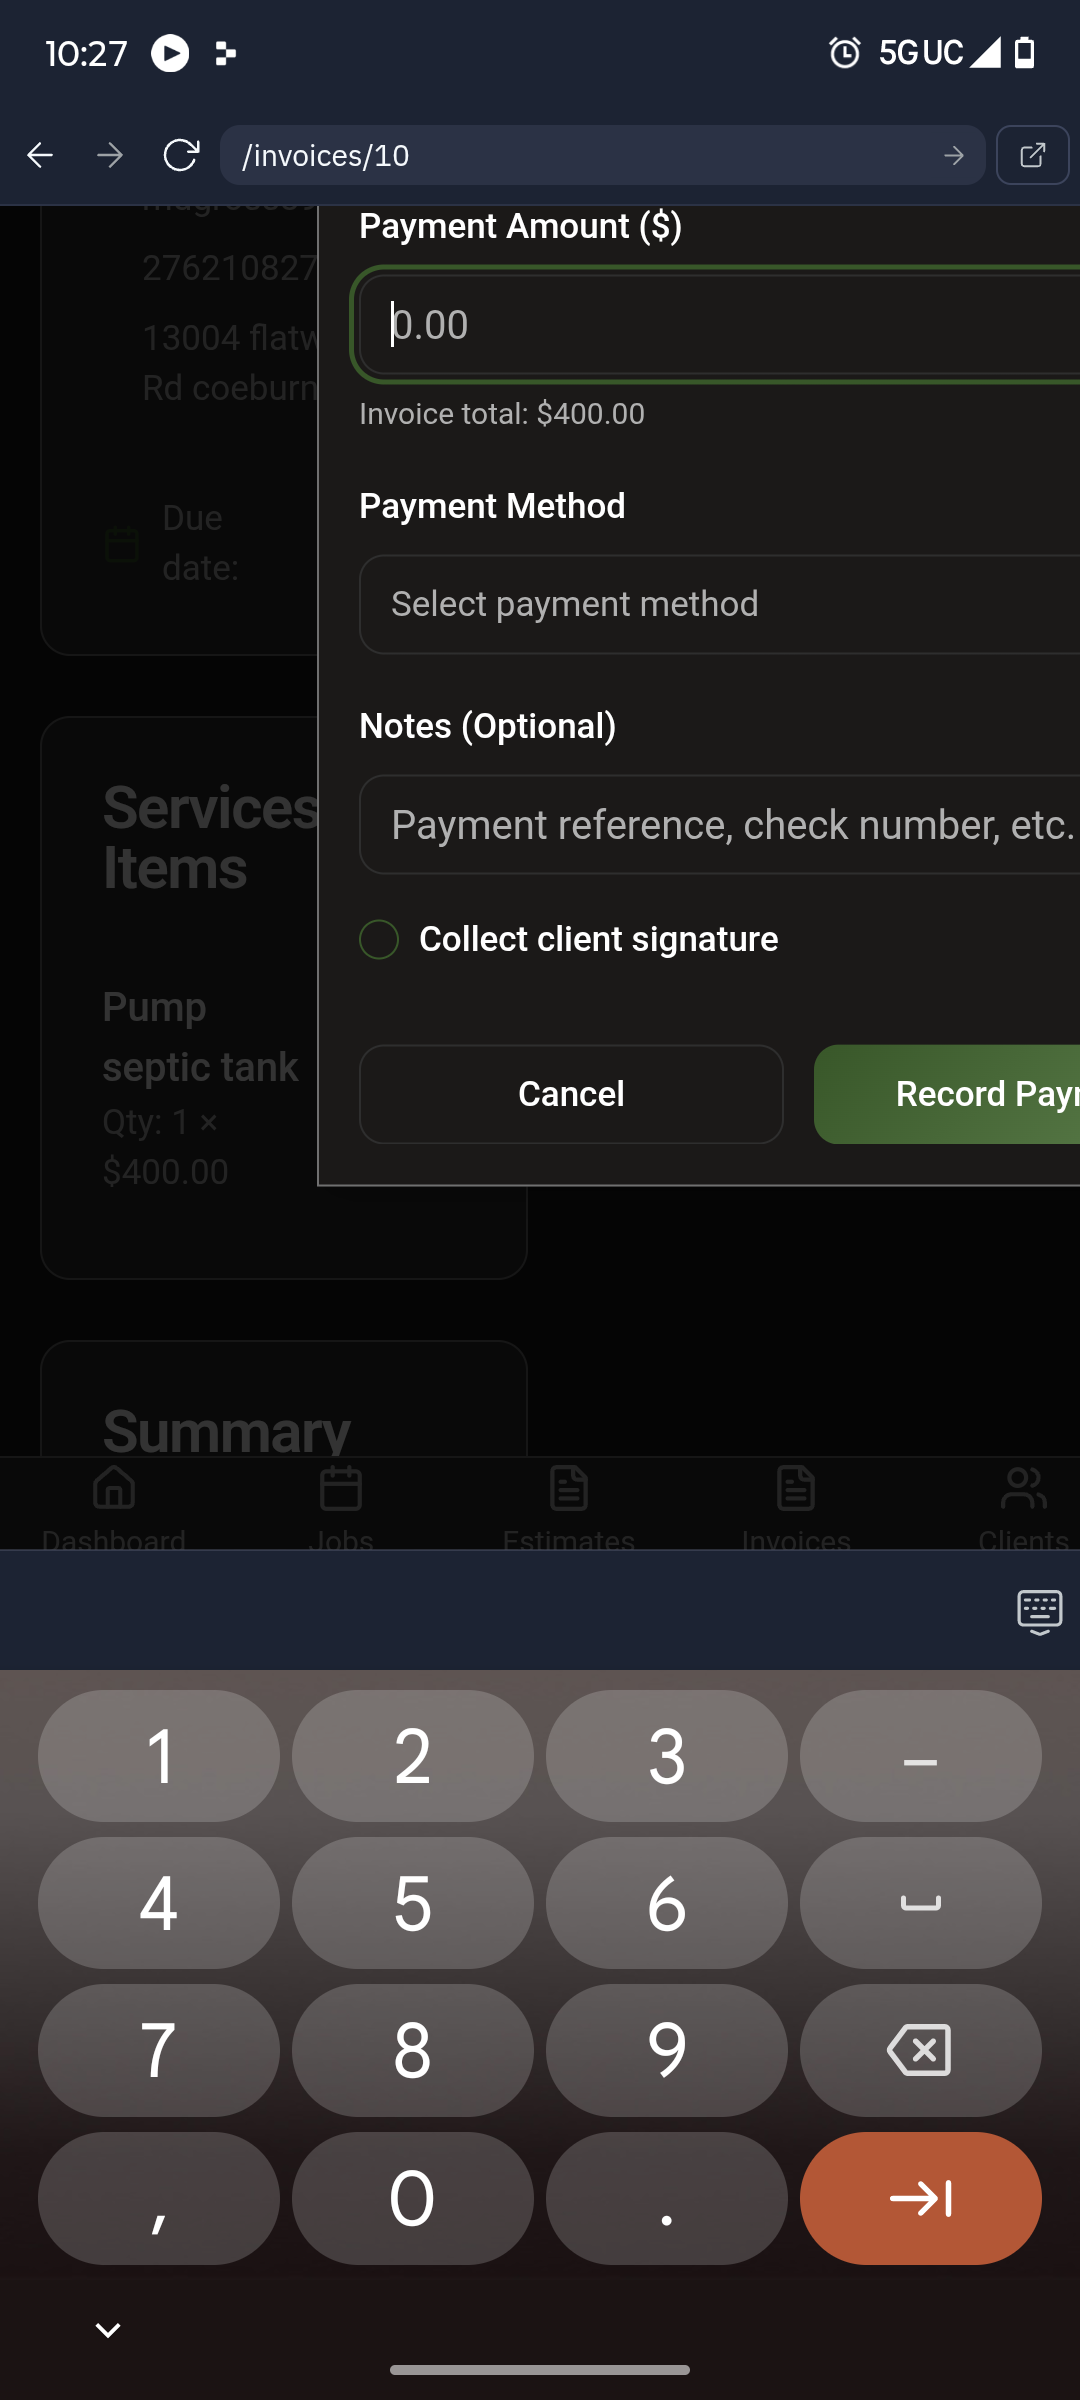 10:27
5G UC
/invoices/10
Payment Amount ($)
276210827
0.00
13004 flatw
Rd coeburn
Invoice total: $400.00
Payment Method
Due
date:
Select payment method
Notes (Optional)
Services
Items
Payment reference, check number, etc.
Collect client signature
Pump
septic tank
Qty: 1 ×
$400.00
Cancel
Record Payr
Summary
Dashboard
Jobs
Estimates
Invoices
Clients
1 2 3 –
4 5 6
7 8 9
, 0 .